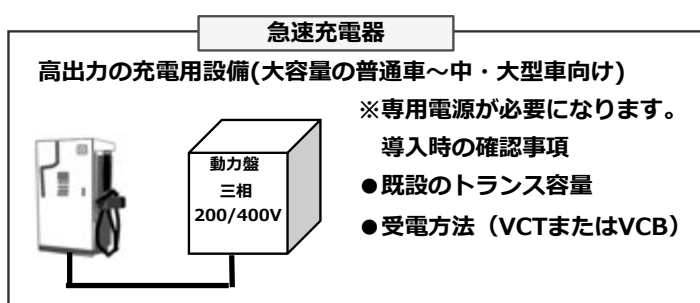 急速充電器
高出力の充電用設備(大容量の普通車～中・大型車向け)
※専用電源が必要になります。
導入時の確認事項
●既設のトランス容量
●受電方法（VCTまたはVCB）
動力盤
三相
200/400V